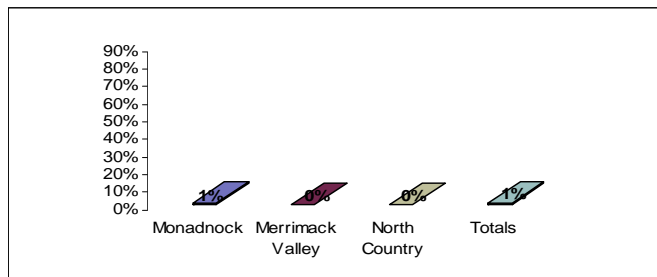 90%
80%
70%
60%
50%
40%
30%
20%
10%
0%
1%
0%
0%
1%
Monadnock
Merrimack
Valley
North
Country
Totals